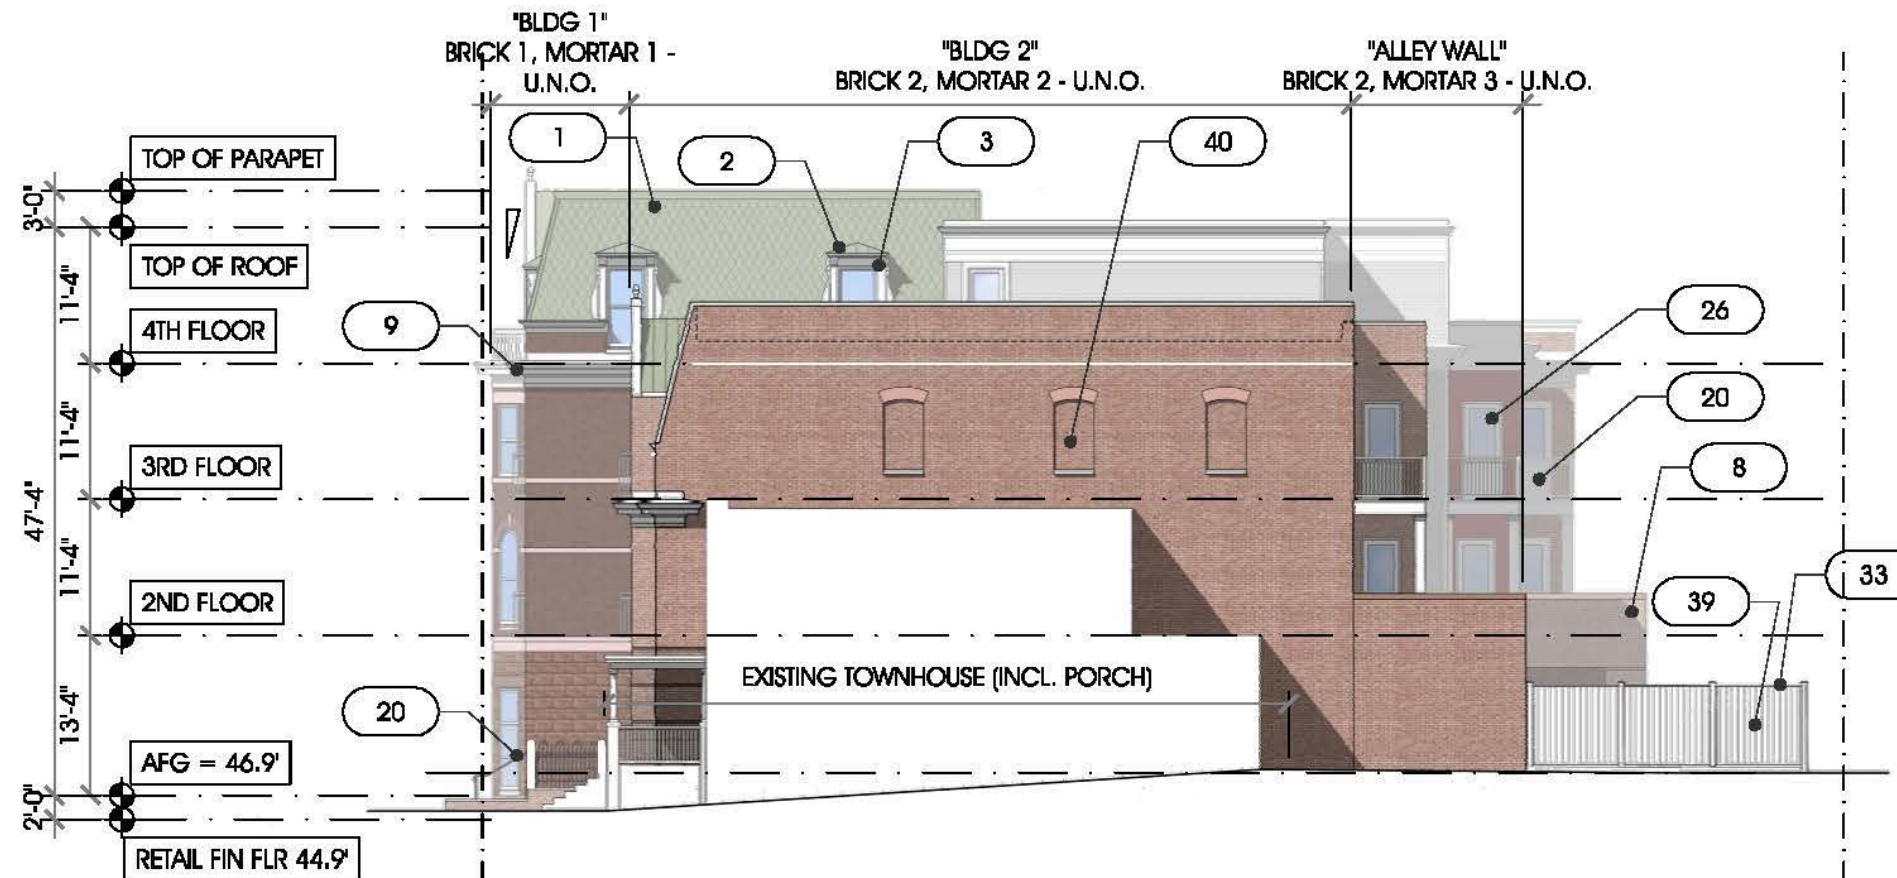 "BLDG 1"
BRICK 1, MORTAR 1 -
U.N.O.
"BLDG 2"
BRICK 2, MORTAR 2 - U.N.O.
"ALLEY WALL"
BRICK 2, MORTAR 3 - U.N.O.
1
2
3
40
TOP OF PARAPET
3'-0"
TOP OF ROOF
11'-4"
4TH FLOOR
9
26
20
11'-4"
3RD FLOOR
8
47'-4"
11'-4"
2ND FLOOR
33
39
EXISTING TOWNHOUSE (INCL. PORCH)
13'-4"
20
AFG = 46.9'
2'-0"
RETAIL FIN FLR 44.9'